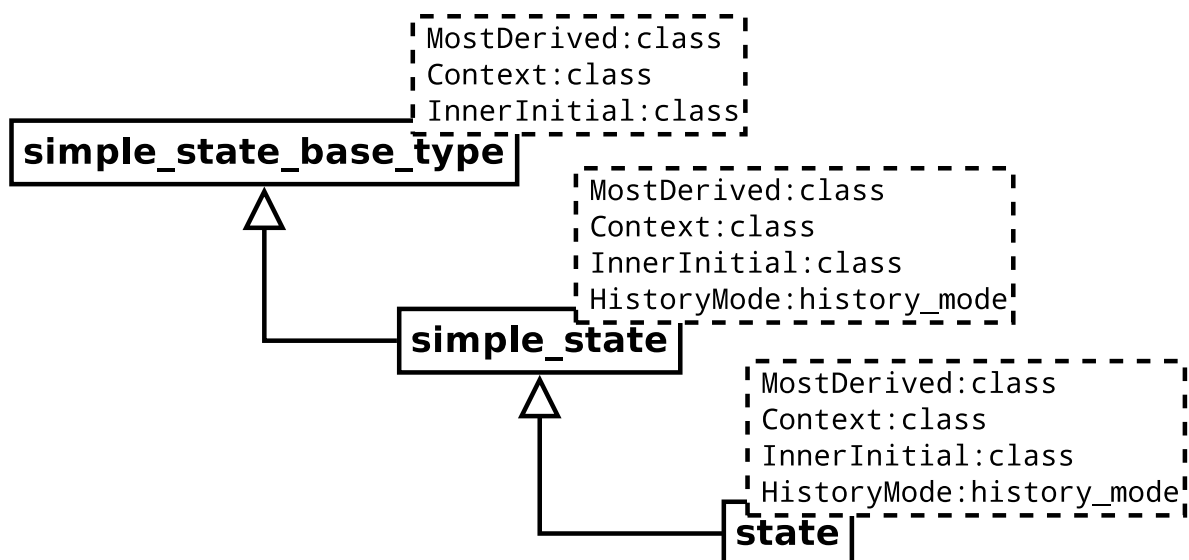 MostDerived:class
Context:class
InnerInitial:class
simple_state_base_type
MostDerived:class
Context:class
InnerInitial:class
HistoryMode:history_mode
simple_state
MostDerived:class
Context:class
InnerInitial:class
HistoryMode:history_mode
state